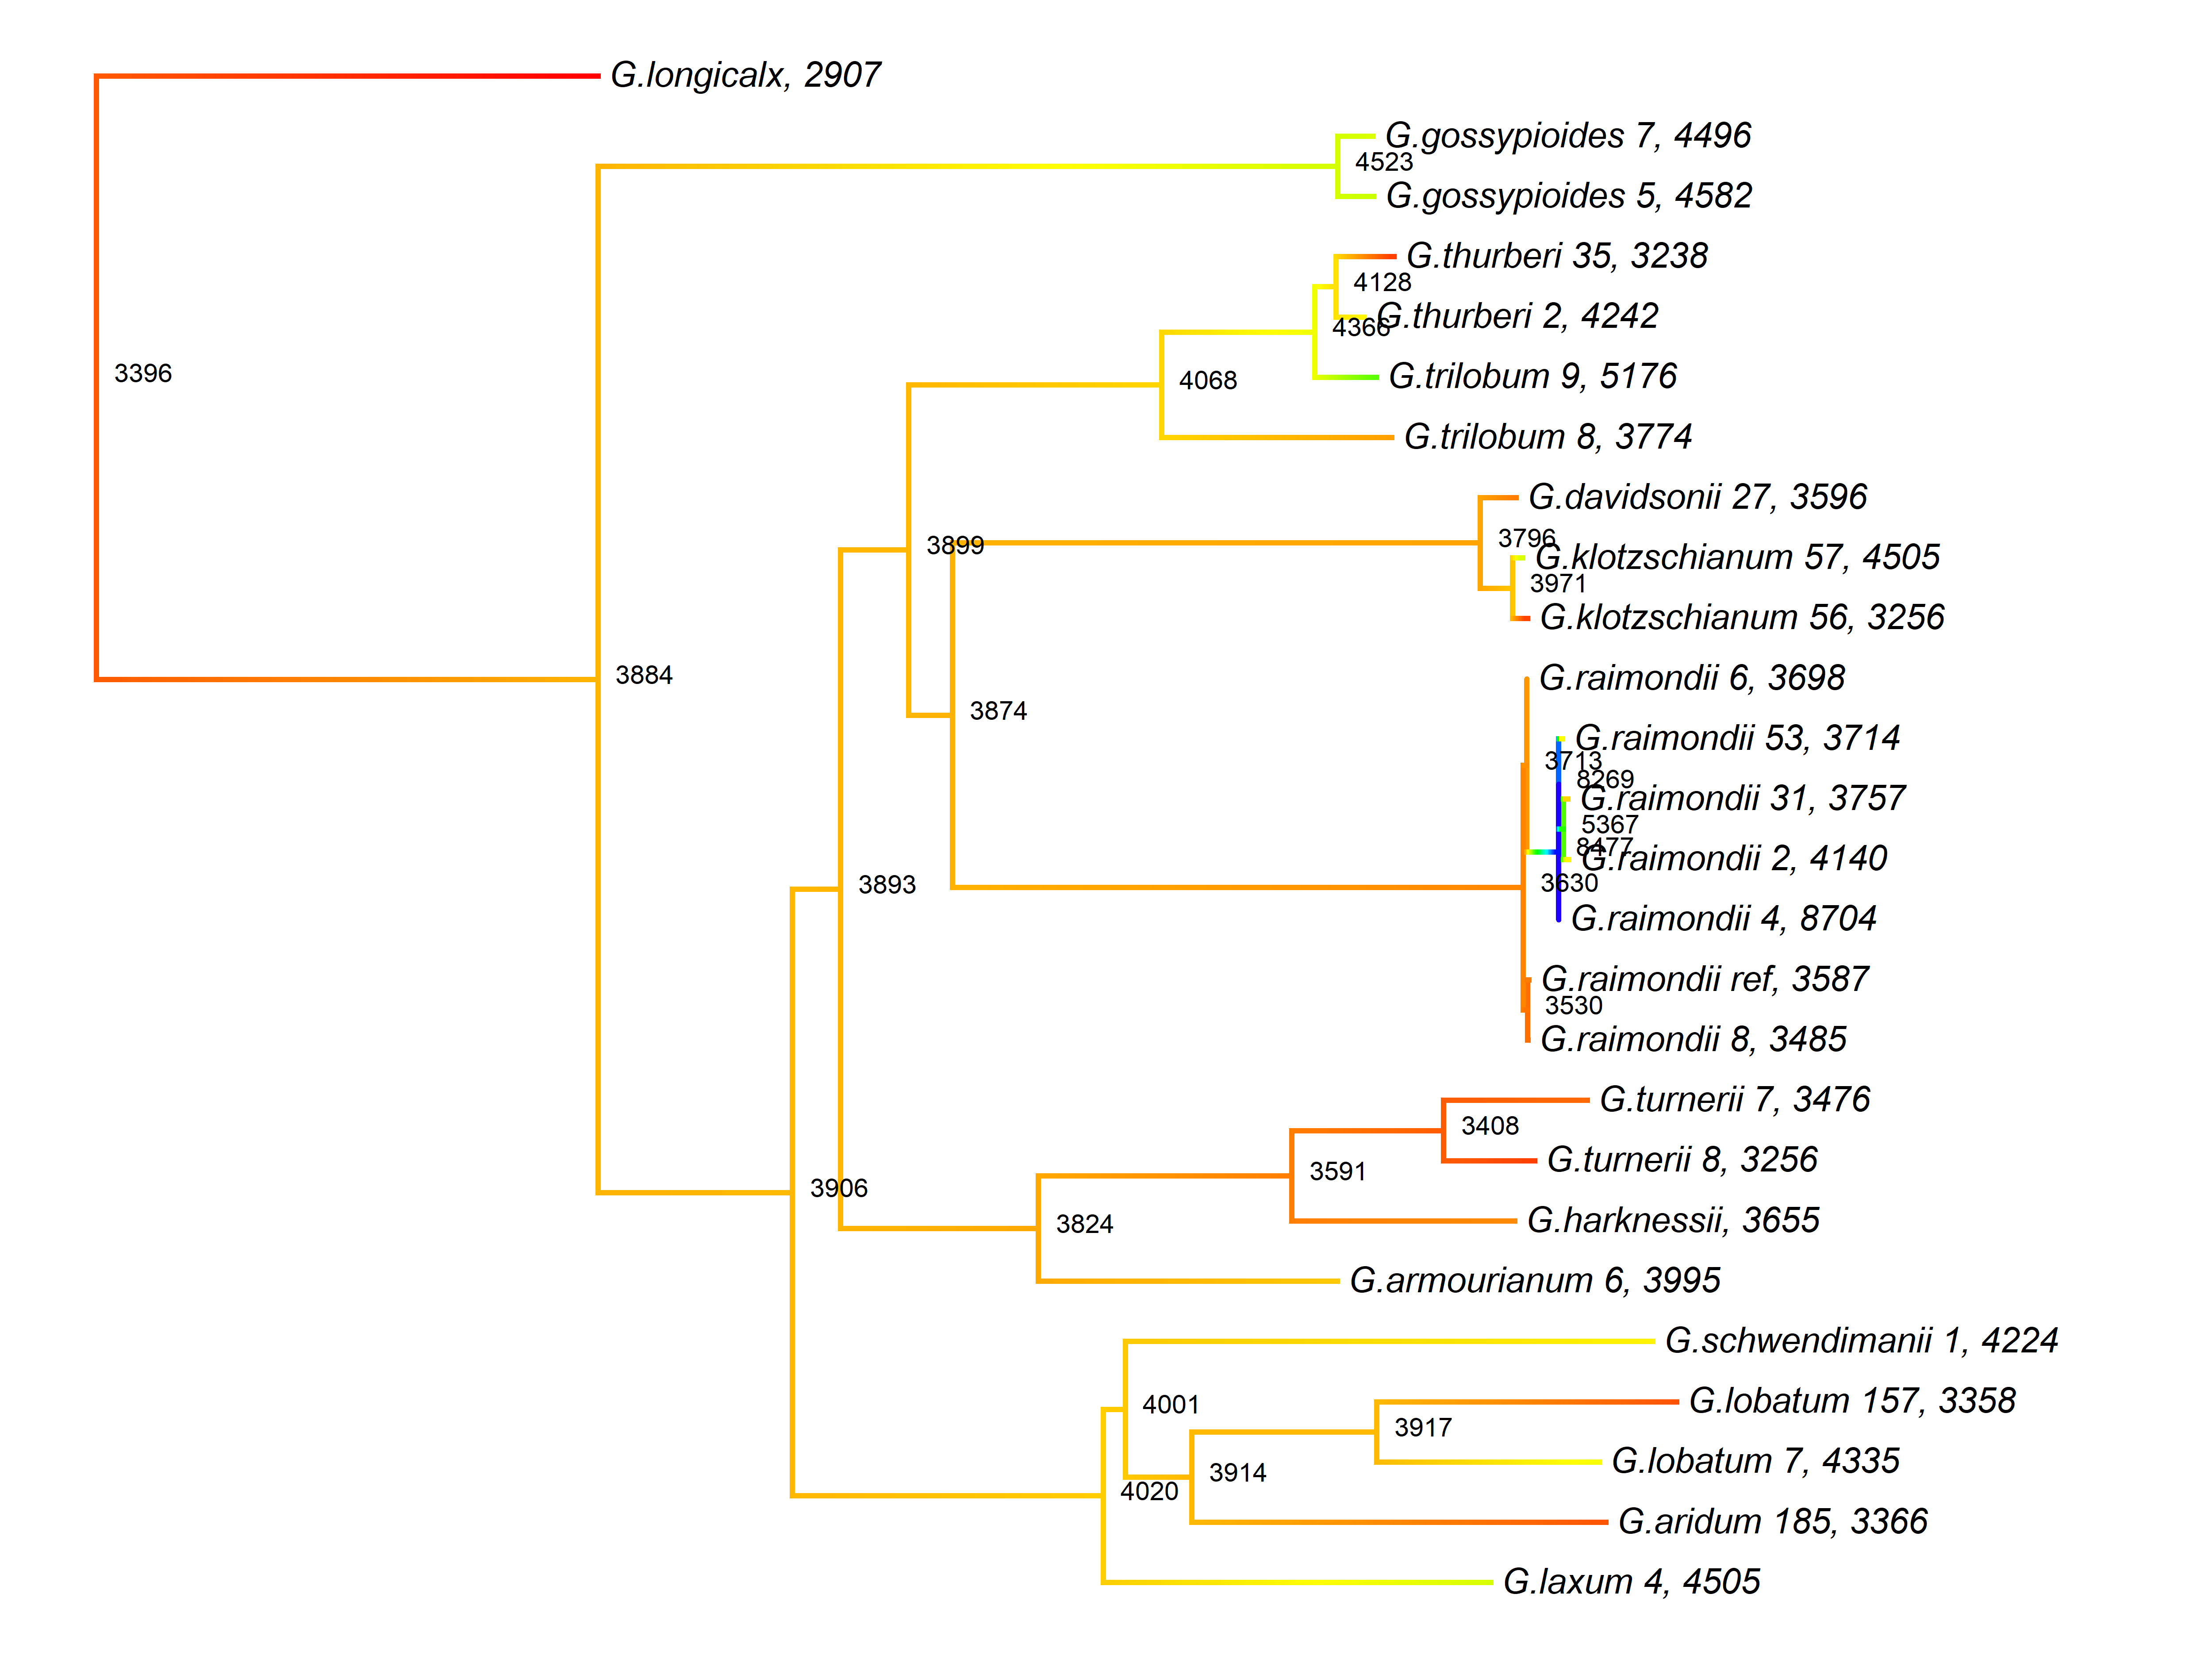 G.longicalx, 2907
G.gossypioides 7, 4496
4523
G.gossypioides 5, 4582
G.thurberi 35, 3238
4128
G.thurberi 2, 4242
4366
3396
G.trilobum 9, 5176
4068
G.trilobum 8, 3774
G.davidsonii 27, 3596
3796
3899
G.klotzschianum 57, 4505
3971
G.klotzschianum 56, 3256
3884
G.raimondii 6, 3698
3874
G.raimondii 53, 3714
3713
8269
G.raimondii 31, 3757
5367
8477
G.raimondii 2, 4140
3893
3630
G.raimondii 4, 8704
G.raimondii ref, 3587
3530
G.raimondii 8, 3485
G.turnerii 7, 3476
3408
G.turnerii 8, 3256
3591
3906
G.harknessii, 3655
3824
G.armourianum 6, 3995
G.schwendimanii 1, 4224
4001
G.lobatum 157, 3358
3917
G.lobatum 7, 4335
3914
4020
G.aridum 185, 3366
G.laxum 4, 4505